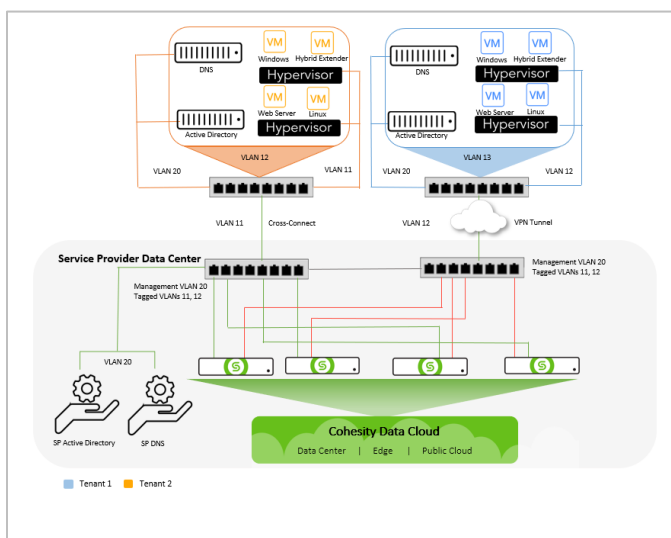 VM
VM
Windows
Hybrid Extender
DNS
Hypervisor
VM
VM
Web Server
Linux
Active Directory
Hypervisor
VLAN 12
VLAN 20
VLAN 11
VM
VM
Windows
Hybrid Extender
DNS
Hypervisor
VM
VM
Web Server
Linux
Active Directory
Hypervisor
VLAN 13
VLAN 20
VLAN 12
VLAN 11
Cross-Connect
VLAN 12
VPN Tunnel
Service Provider Data Center
Management VLAN 20
Tagged VLANs 11, 12
Management VLAN 20
Tagged VLANs 11, 12
VLAN 20
SP Active Directory
SP DNS
Cohesity Data Cloud
Data Center | Edge | Public Cloud
Tenant 1
Tenant 2